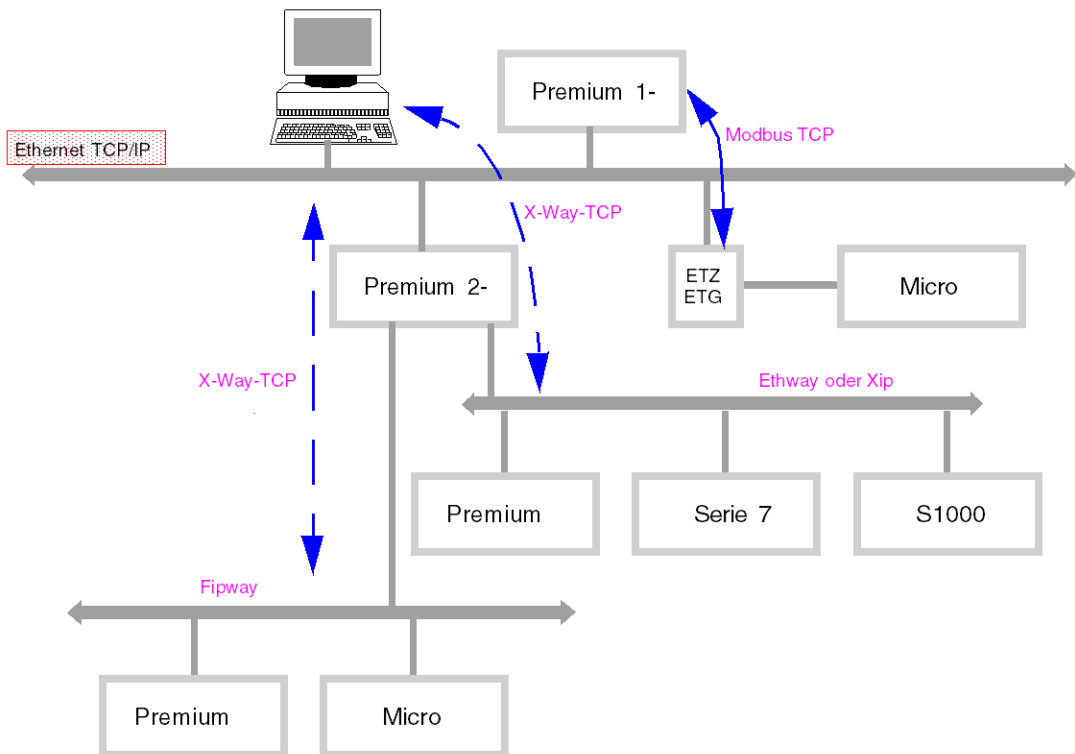 Premium 1-
Modbus TCP
Ethernet TCP/IP
X-Way-TCP
Premium 2-
ETZ
ETG
Micro
X-Way-TCP
Ethway oder Xip
Premium
Serie 7
S1000
Fipway
Premium
Micro